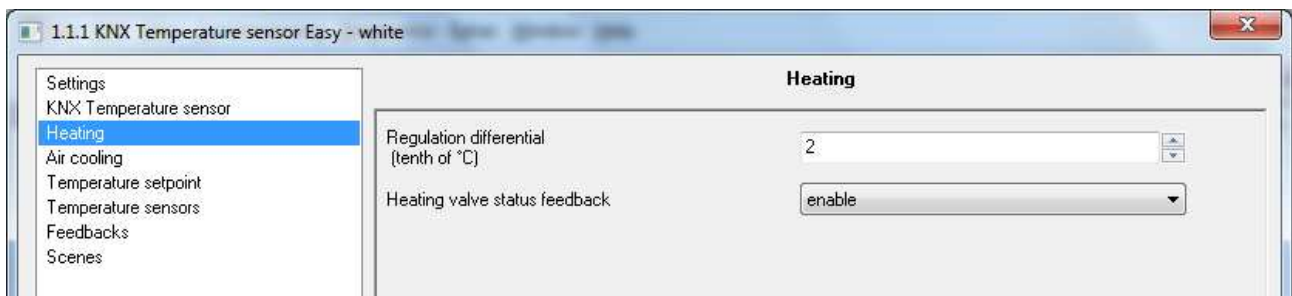 1.1.1 KNX Temperature sensor Easy - white
Settings
KNX Temperature sensor
Heating
Air cooling
Temperature setpoint
Temperature sensors
Feedbacks
Scenes
Heating
Regulation differential
(tenth of °C)
2
Heating valve status feedback
enable